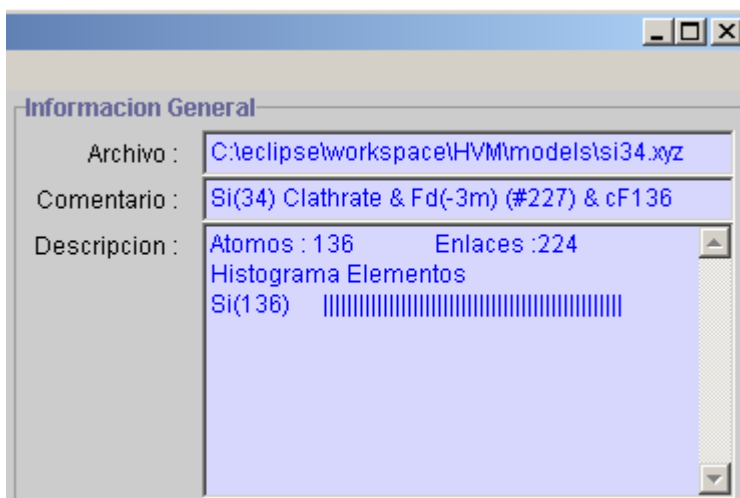 Informacion General
Archivo : C:\eclipse\workspace\HVM\models\si34.xyz
Comentario : Si(34) Clathrate & Fd(-3m) (#227) & cF136
Descripcion : Atomos : 136 Enlaces :224
Histograma Elementos
Si(136) ||||||||||||||||||||||||||||||||||||||||||||||||||